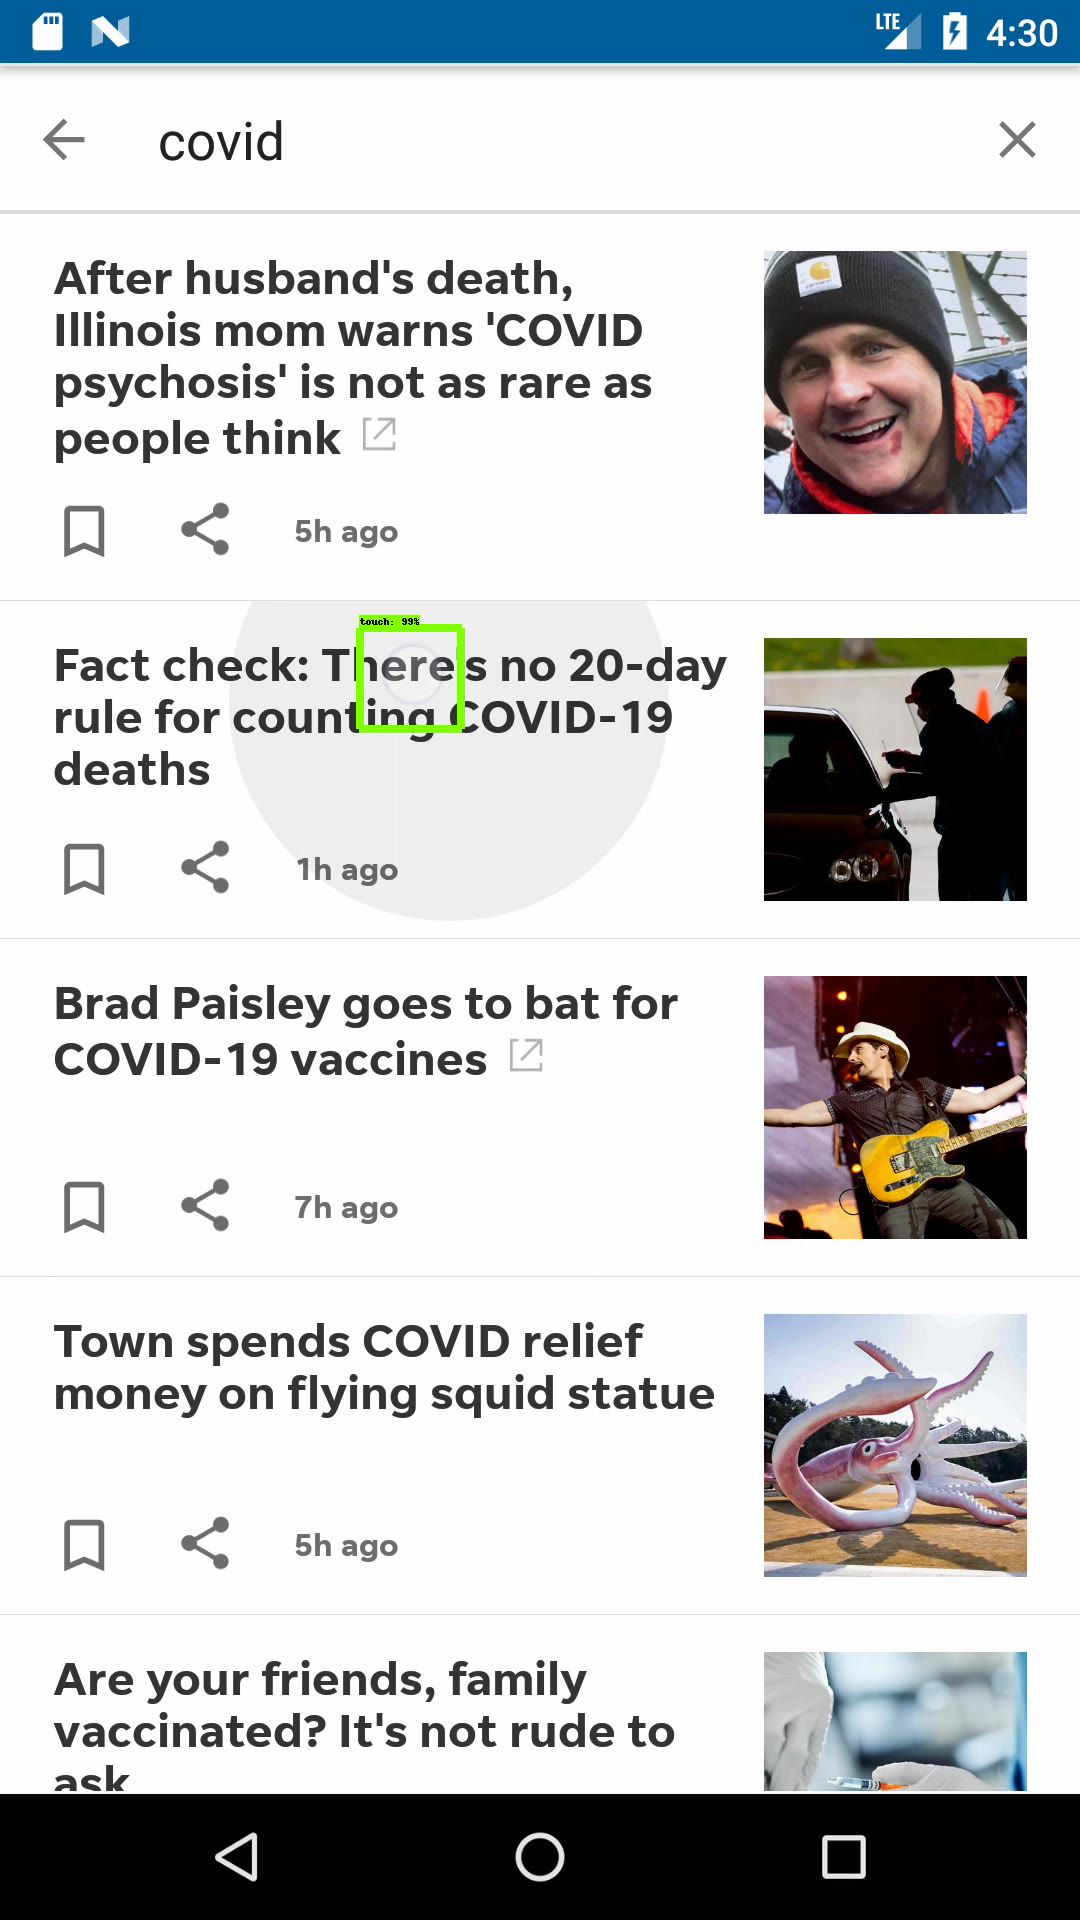 LTE 4:30
covid
After husband's death,
Illinois mom warns 'COVID
psychosis' is not as rare as
people think
5h ago
touch: 99%
Fact check: There's no 20-day
rule for counting COVID-19
deaths
1h ago
Brad Paisley goes to bat for
COVID-19 vaccines
7h ago
Town spends COVID relief
money on flying squid statue
5h ago
Are your friends, family
vaccinated? It's not rude to
ask